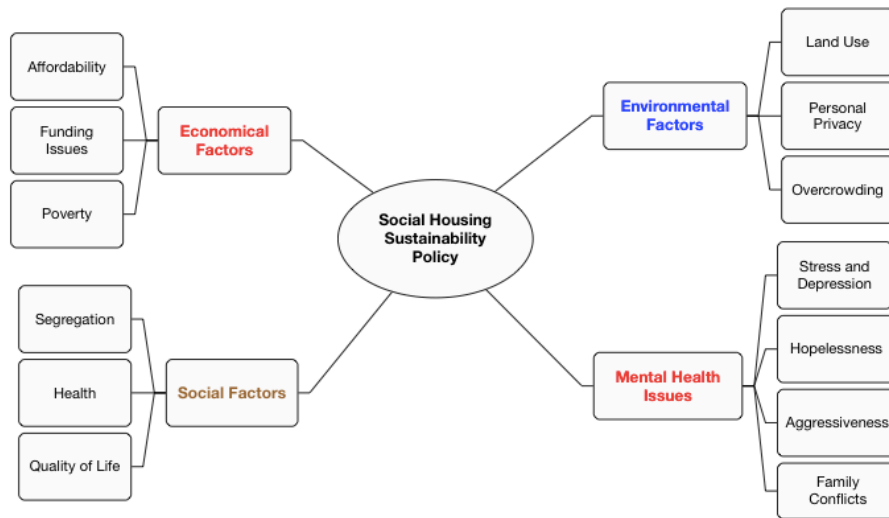 Affordability
Funding
Issues
Poverty
Economical
Factors
Segregation
Health
Quality of Life
Social Factors
Social Housing
Sustainability
Policy
Environmental
Factors
Land Use
Personal
Privacy
Overcrowding
Mental Health
Issues
Stress and
Depression
Hopelessness
Aggressiveness
Family
Conflicts